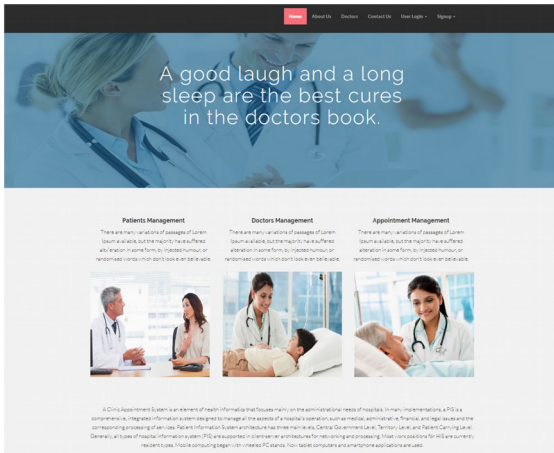 Home About Us Doctors Contact Us User Login Signup
A good laugh and a long
sleep are the best cures
in the doctors book.
Patients Management Doctors Management Appointment Management
There are many variations of passages of Lorem There are many variations of passages of Lorem There are many variations of passages of Lorem
Ipsum available, but the majority have suffered Ipsum available, but the majority have suffered Ipsum available, but the majority have suffered
alteration in some form, by injected humour, or alteration in some form, by injected humour, or alteration in some form, by injected humour, or
randomised words which don't look even believable. randomised words which don't look even believable. randomised words which don't look even believable.
A Clinic Appointment System is an element of health informatics that focuses mainly on the administrational needs of hospitals. In many implementations, a PIS is a
comprehensive, integrated information system designed to manage all the aspects of a hospital's operation, such as medical, administrative, financial, and legal issues and the
corresponding processing of services. Patient Information System architecture has three main levels, Central Government Level, Territory Level, and Patient Carrying Level.
Generally, all types of hospital information system (PIS) are supported in client-server architectures for networking and processing. Most work positions for HIS are currently
resident types. Mobile computing began with wheeled PC stands. Now tablet computers and smartphone applications are used.